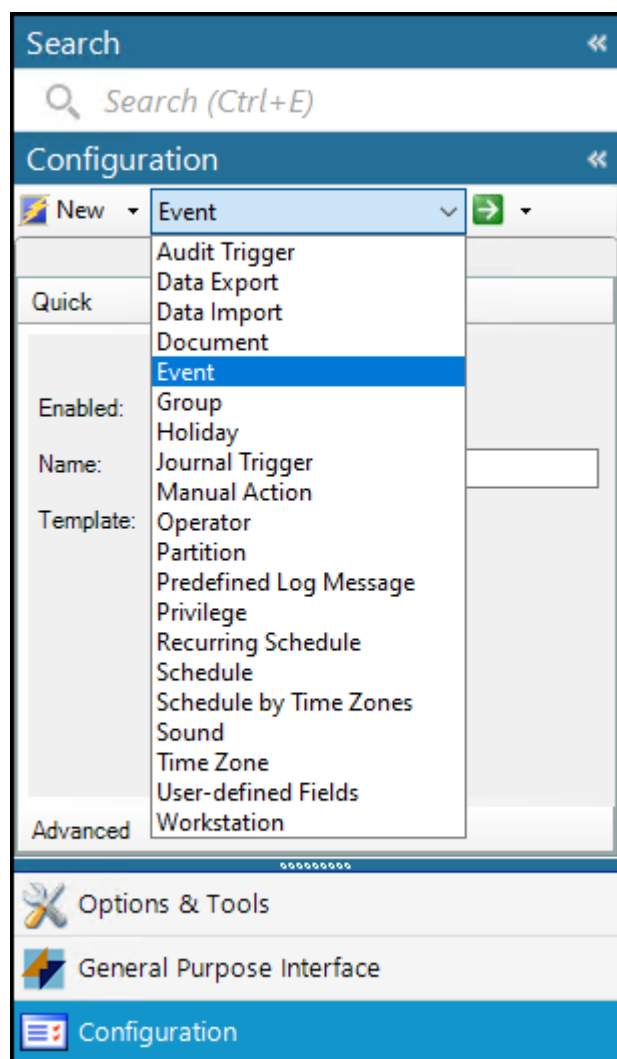 Search
Search (Ctrl+E)
Configuration
New Event
Audit Trigger
Data Export
Data Import
Document
Event
Group
Holiday
Journal Trigger
Manual Action
Operator
Partition
Predefined Log Message
Privilege
Recurring Schedule
Schedule
Schedule by Time Zones
Sound
Time Zone
User-defined Fields
Workstation
Quick
Enabled:
Name:
Template:
Advanced
Options & Tools
General Purpose Interface
Configuration